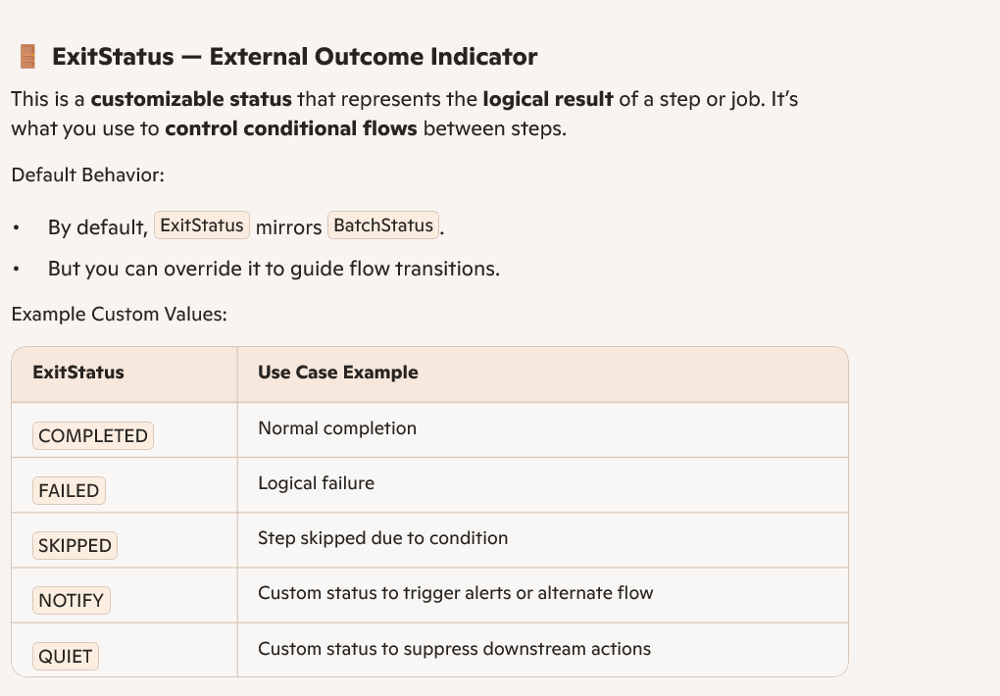 🚪 ExitStatus — External Outcome Indicator
This is a customizable status that represents the logical result of a step or job. It’s
what you use to control conditional flows between steps.
Default Behavior:
• By default, ExitStatus mirrors BatchStatus.
• But you can override it to guide flow transitions.
Example Custom Values:
ExitStatus Use Case Example
COMPLETED Normal completion
FAILED Logical failure
SKIPPED Step skipped due to condition
NOTIFY Custom status to trigger alerts or alternate flow
QUIET Custom status to suppress downstream actions